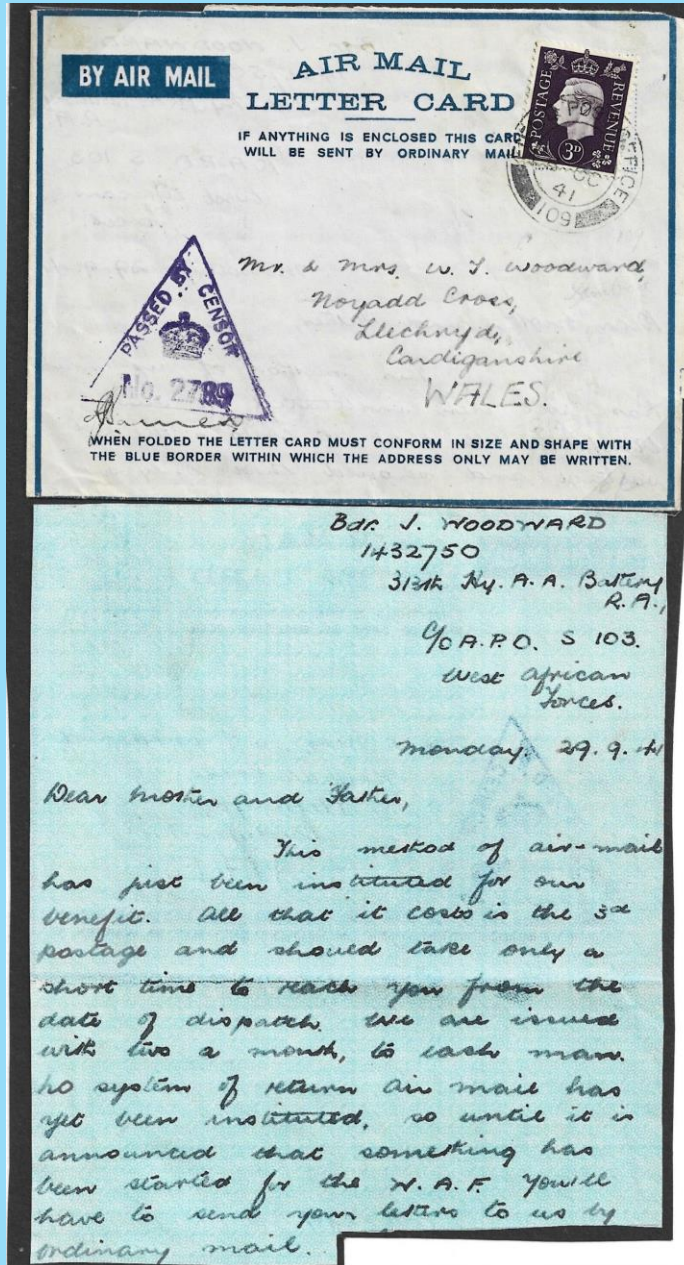 BY AIR MAIL
AIR MAIL
LETTER CARD
IF ANYTHING IS ENCLOSED THIS CARD
WILL BE SENT BY ORDINARY MAIL
POSTAGE REVENUE
3D
OC
41
109
PASSED BY CENSOR
No. 2789
Mr. & Mrs. W. J. Woodward,
Noyadd Cross,
Llechryd,
Cardiganshire
WALES.
WHEN FOLDED THE LETTER CARD MUST CONFORM IN SIZE AND SHAPE WITH
THE BLUE BORDER WITHIN WHICH THE ADDRESS ONLY MAY BE WRITTEN.
Bdr. J. WOODWARD
1432750
313th Hy. A.A. Battery
R.A.,
C/O A.P.O. S 103.
West African
Forces.
Monday. 29.9.41
Dear Mother and Father,
This method of air-mail
has just been instituted for our
benefit. All that it costs is the 3d
postage and should take only a
short time to reach you from the
date of dispatch. We are issued
with two a month, to each man.
No system of return air mail has
yet been instituted, so until it is
announced that something has
been started for the W.A.F. you'll
have to send your letters to us by
ordinary mail.